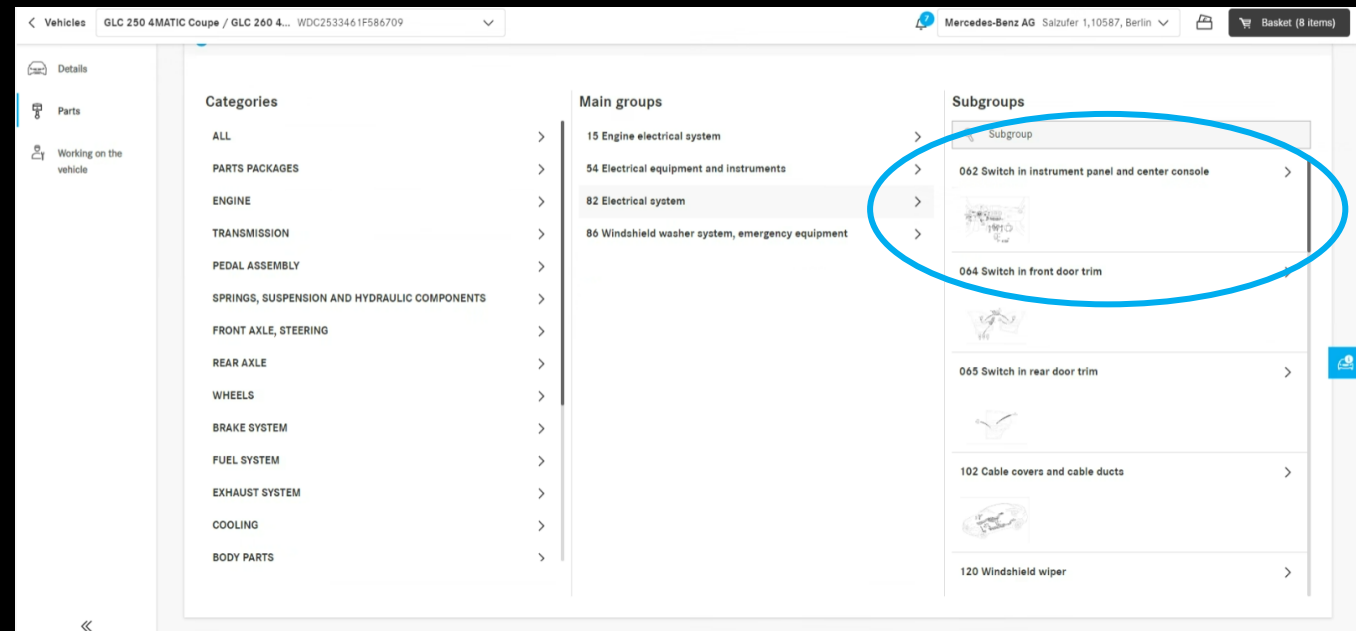 Vehicles
GLC 250 4MATIC Coupe / GLC 260 4... WDC2533461F586709
7
Mercedes-Benz AG Salzufer 1,10587, Berlin
Basket (8 items)
Details
Parts
Working on the
vehicle
Categories
ALL
PARTS PACKAGES
ENGINE
TRANSMISSION
PEDAL ASSEMBLY
SPRINGS, SUSPENSION AND HYDRAULIC COMPONENTS
FRONT AXLE, STEERING
REAR AXLE
WHEELS
BRAKE SYSTEM
FUEL SYSTEM
EXHAUST SYSTEM
COOLING
BODY PARTS
Main groups
15 Engine electrical system
54 Electrical equipment and instruments
82 Electrical system
86 Windshield washer system, emergency equipment
Subgroups
Subgroup
062 Switch in instrument panel and center console
064 Switch in front door trim
065 Switch in rear door trim
102 Cable covers and cable ducts
120 Windshield wiper